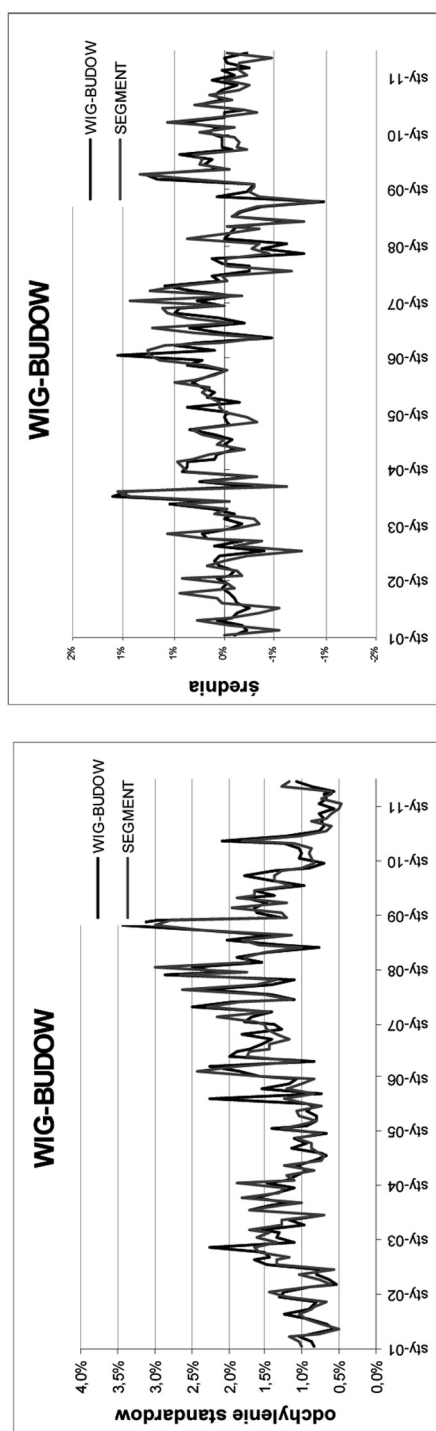 WIG-BUDOW
WIG-BUDOW
SEGMENT
odchylenie standardow
4,0%
3,5%
3,0%
2,5%
2,0%
1,5%
1,0%
0,5%
0,0%
sty-01
sty-02
sty-03
sty-04
sty-05
sty-06
sty-07
sty-08
sty-09
sty-10
sty-11
WIG-BUDOW
WIG-BUDOW
SEGMENT
średnia
2%
1%
1%
0%
-1%
-1%
-2%
sty-01
sty-02
sty-03
sty-04
sty-05
sty-06
sty-07
sty-08
sty-09
sty-10
sty-11